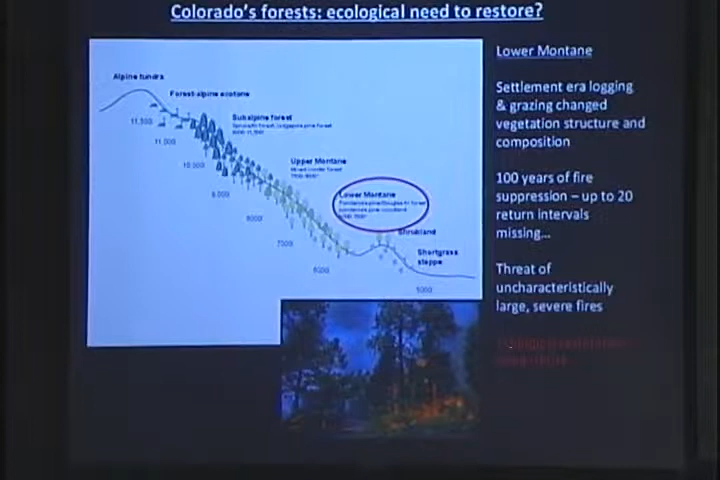 Colorado's forests: ecological need to restore?
Alpine tundra
Forest-alpine ecotone
Subalpine forest
Upper Montane
Lower Montane
Shrubland
Shortgrass
steppe
11,500
11,000
10,000
9,000
8000
7000
6000
5000
Lower Montane
Settlement era logging
& grazing changed
vegetation structure and
composition
100 years of fire
suppression – up to 20
return intervals
missing...
Threat of
uncharacteristically
large, severe fires